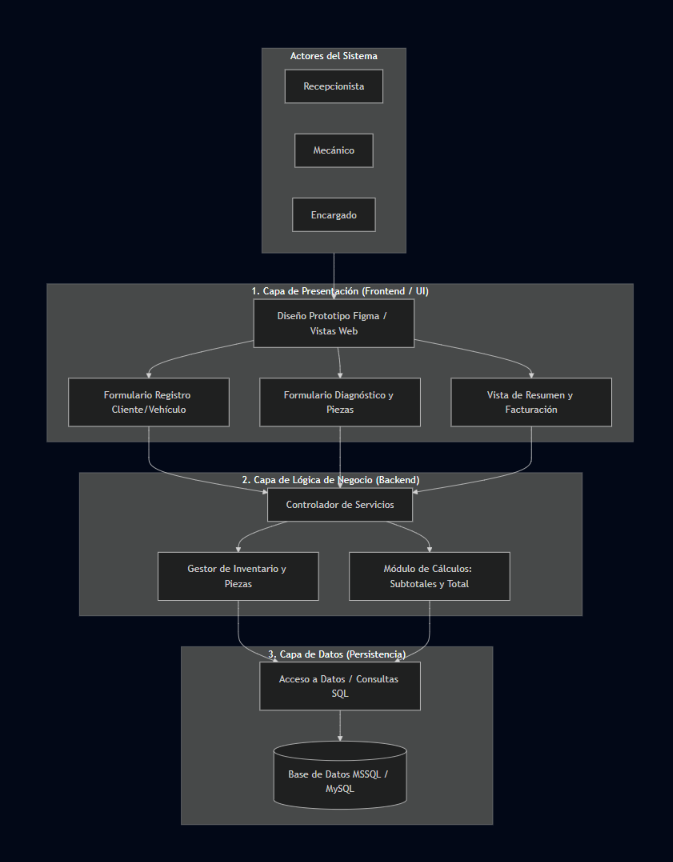 Actores del Sistema
Recepcionista
Mecánico
Encargado
1. Capa de Presentación (Frontend / UI)
Diseño Prototipo Figma /
Vistas Web
Formulario Registro
Cliente/Vehículo
Formulario Diagnóstico y
Piezas
Vista de Resumen y
Facturación
2. Capa de Lógica de Negocio (Backend)
Controlador de Servicios
Gestor de Inventario y
Piezas
Módulo de Cálculos:
Subtotales y Total
3. Capa de Datos (Persistencia)
Acceso a Datos / Consultas
SQL
Base de Datos MSSQL /
MySQL